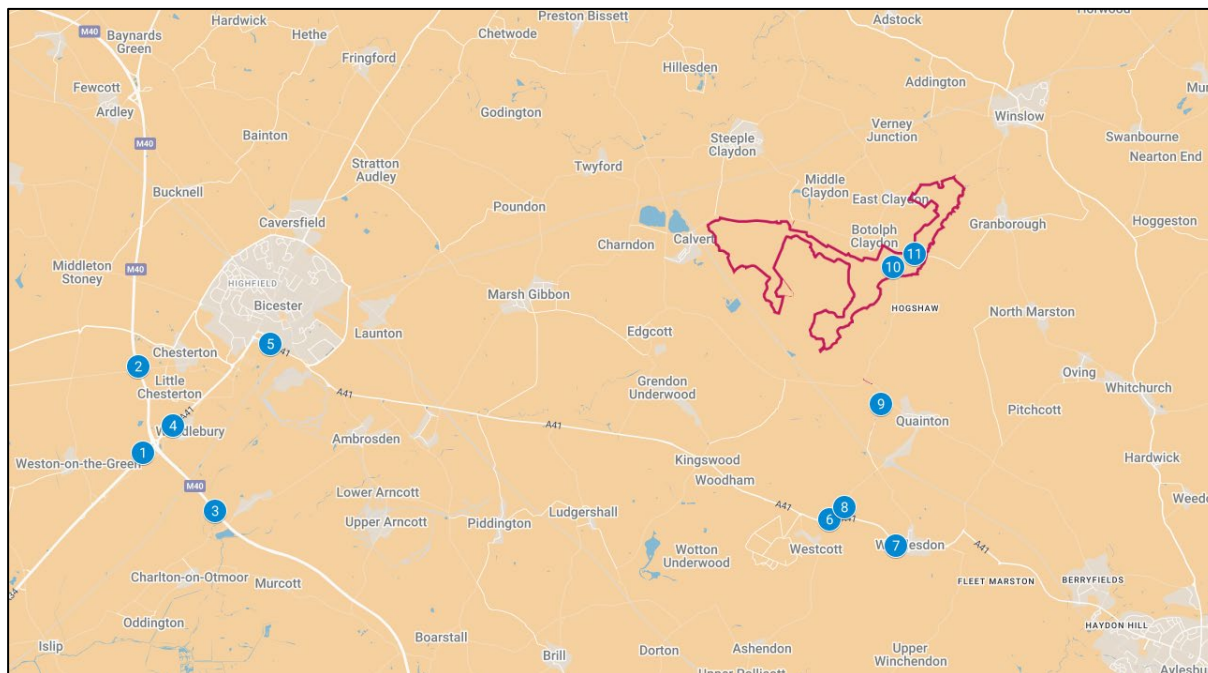 Hardwick
Preston Bissett
Adstock
M40
Baynards
Green
Hethe
Chetwode
Fringford
Hillesden
Addington
Fewcott
Ardley
Godington
Verney
Junction
Winslow
Bainton
Steeple
Claydon
Swanbourne
M40
Nearton End
Stratton
Audley
Twyford
Bucknell
Middle
Claydon
East Claydon
Poundon
Caversfield
Granborough
Hoggeston
Charndon
Calvert
Botolph
Claydon
11
Middleton
Stoney
M40
10
HIGHFIELD
Marsh Gibbon
Bicester
HOGSHAW
North Marston
Launton
Edgcott
5
A41
Chesterton
2
Oving
Little
Chesterton
A41
Grendon
Underwood
Whitchurch
9
Pitchcott
Quainton
4
A41
A41
Ambrosden
1
Weston-on-the-Green
Kingswood
Hardwick
Woodham
M40
Lower Arncott
3
Upper Arncott
Piddington
Ludgershall
A41
8
6
A41
Westcott
7
A41
Wotton
Underwood
Charlton-on-Otmoor
Murcott
FLEET MARSTON
BERRYFIELDS
A34
Oddington
HAYDON HILL
Islip
Boarstall
Brill
Dorton
Ashendon
Upper
Winchendon